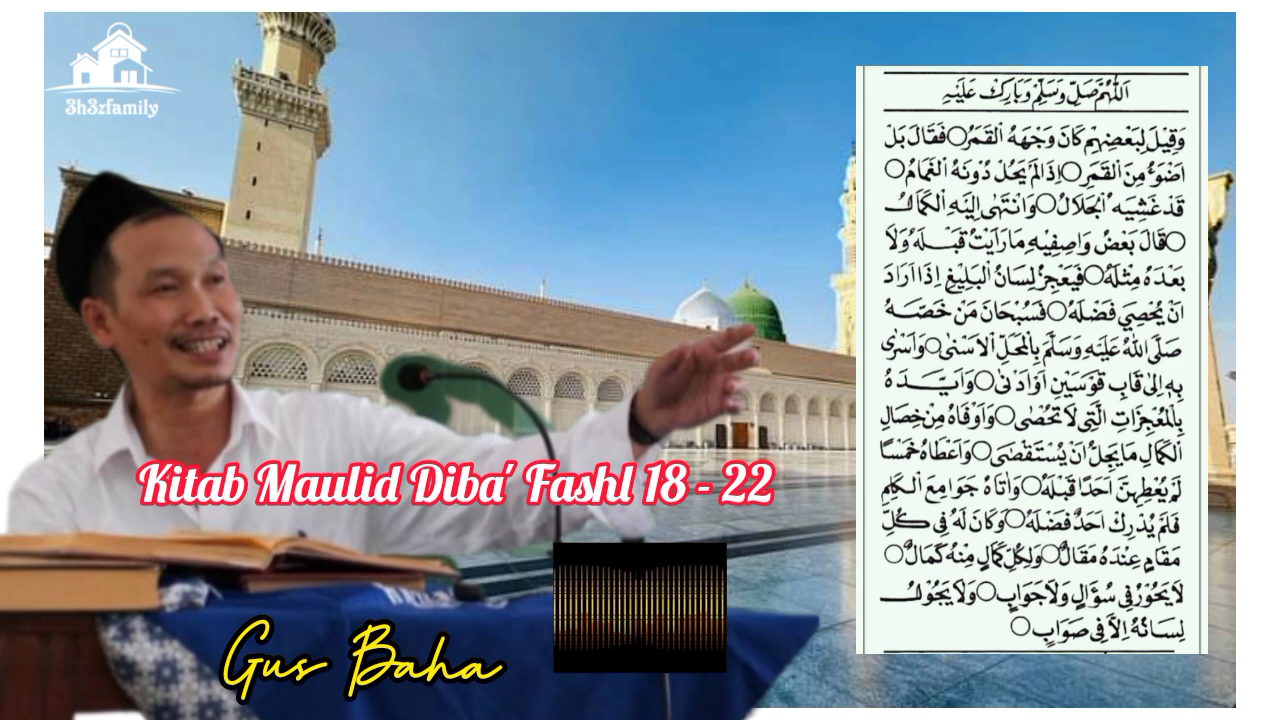 3h3zfamily
اَللّٰهُمَّ صَلِّ وَسَلِّمْ وَبَارِكْ عَلَيْهِ
وَقِيْلَ لِبَعْضِهِمْ كَانَ وَجْهَهُ الْقَمَرُ○فَقَالَ بَلْ
اَضْوَءُ مِنَ الْقَمَرِ○اِذَا لَمْ يَحُلْ دُوْنَهُ الْغَمَامُ○
قَدْ غَشِيَهُ الْجَلَالُ○وَانْتَهٰى اِلَيْهِ الْكَمَالُ
○قَالَ بَعْضُ وَاصِفِيْهِ مَارَاَيْتُ قَبْلَهُ وَلَا
بَعْدَهُ مِثْلَهُ○فَيَعْجِزُ لِسَانُ الْبَلِيْغِ اِذَا اَرَادَ
اَنْ يُحْصِيَ فَضْلَهُ○فَسُبْحَانَ مَنْ خَصَّهُ
صَلَّى اللهُ عَلَيْهِ وَسَلَّمَ بِالْمَحَلِّ الْاَسْنٰى○وَاَسْرٰى
بِهِ اِلٰى قَابِ قَوْسَيْنِ اَوْ اَدْنٰى○وَاَيَّدَهُ
بِالْمُعْجِزَاتِ الَّتِيْ لَا تُحْصٰى○وَاَوْفَاهُ مِنْ خِصَالِ
الْكَمَالِ مَا يَجِلُّ اَنْ يُسْتَقْصٰى○وَاَعْطَاهُ خَمْسًا
لَمْ يُعْطِهِنَّ اَحَدًا قَبْلَهُ○وَاٰتَاهُ جَوَامِعَ الْكَلِمِ
فَلَمْ يُدْرِكْ اَحَدٌ فَضْلَهُ○وَكَانَ لَهُ فِيْ كُلِّ
مَقَامٍ عِنْدَهُ مَقَالٌ○وَلِكُلِّ كَمَالٍ مِنْهُ كَمَالٌ○
لَا يَحُوْرُ فِيْ سُؤَالٍ وَلَا جَوَابٍ○وَلَا يَجُوْلُ
لِسَانُهُ اِلَّا فِيْ صَوَابٍ○
Kitab Maulid Diba' Fashl 18 - 22
Gus Baha